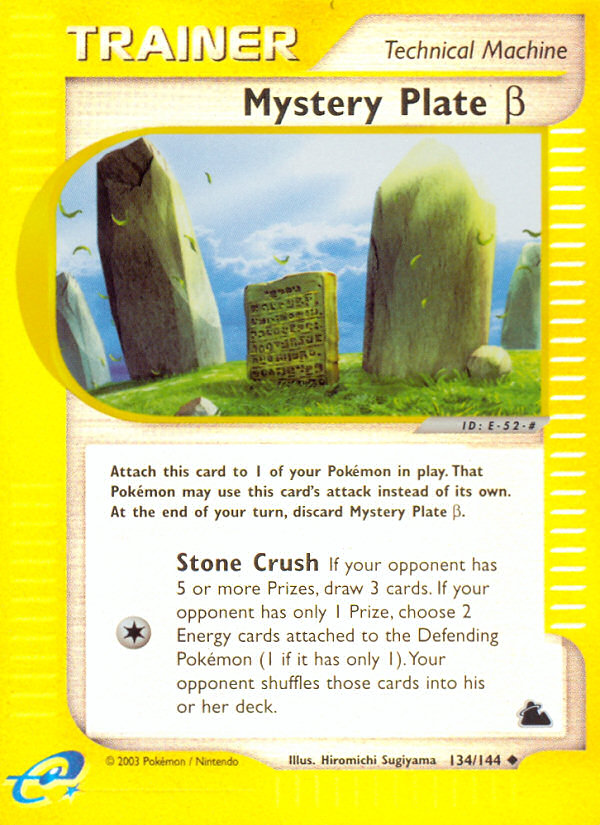 TRAINER
Technical Machine
Mystery Plate β
ID: E-52-#
Attach this card to 1 of your Pokémon in play. That
Pokémon may use this card's attack instead of its own.
At the end of your turn, discard Mystery Plate β.
Stone Crush If your opponent has
5 or more Prizes, draw 3 cards. If your
opponent has only 1 Prize, choose 2
Energy cards attached to the Defending
Pokémon (1 if it has only 1). Your
opponent shuffles those cards into his
or her deck.
© 2003 Pokémon / Nintendo
Illus. Hiromichi Sugiyama
134/144
e